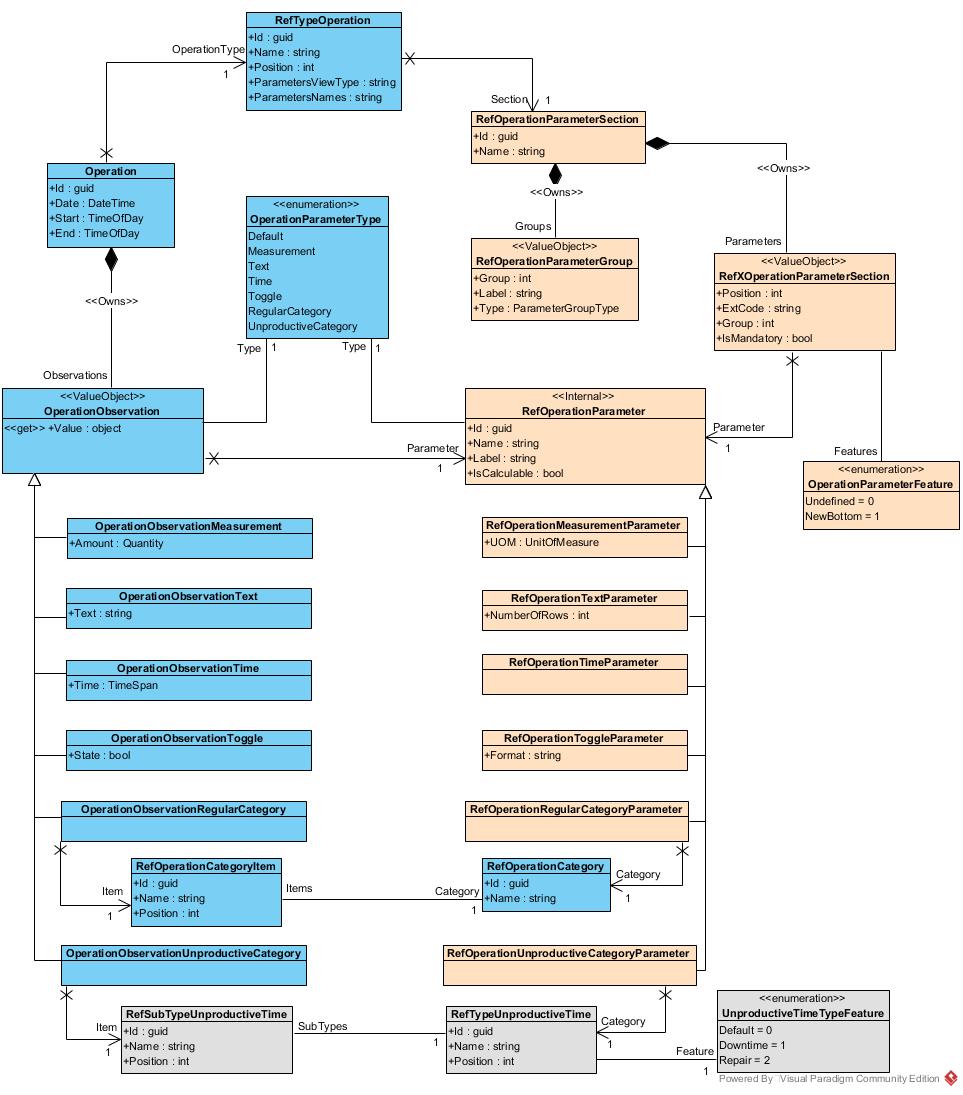 RefTypeOperation
+Id : guid
+Name : string
+Position : int
+ParametersViewType : string
+ParametersNames : string
OperationType
1
Section
1
RefOperationParameterSection
+Id : guid
+Name : string
<<Owns>>
<<Owns>>
Groups
Parameters
Operation
+Id : guid
+Date : DateTime
+Start : TimeOfDay
+End : TimeOfDay
<<Owns>>
Observations
<<enumeration>>
OperationParameterType
Default
Measurement
Text
Time
Toggle
RegularCategory
UnproductiveCategory
Type
1
Type
1
<<ValueObject>>
RefOperationParameterGroup
+Group : int
+Label : string
+Type : ParameterGroupType
<<ValueObject>>
RefXOperationParameterSection
+Position : int
+ExtCode : string
+Group : int
+IsMandatory : bool
<<ValueObject>>
OperationObservation
<<get>> +Value : object
Parameter
1
<<Internal>>
RefOperationParameter
+Id : guid
+Name : string
+Label : string
+IsCalculable : bool
Parameter
1
Features
<<enumeration>>
OperationParameterFeature
Undefined = 0
NewBottom = 1
OperationObservationMeasurement
+Amount : Quantity
RefOperationMeasurementParameter
+UOM : UnitOfMeasure
OperationObservationText
+Text : string
RefOperationTextParameter
+NumberOfRows : int
OperationObservationTime
+Time : TimeSpan
RefOperationTimeParameter
OperationObservationToggle
+State : bool
RefOperationToggleParameter
+Format : string
OperationObservationRegularCategory
RefOperationRegularCategoryParameter
Item
1
RefOperationCategoryItem
+Id : guid
+Name : string
+Position : int
Items
Category
1
RefOperationCategory
+Id : guid
+Name : string
Category
1
OperationObservationUnproductiveCategory
RefOperationUnproductiveCategoryParameter
Item
1
RefSubTypeUnproductiveTime
+Id : guid
+Name : string
+Position : int
SubTypes
1
RefTypeUnproductiveTime
+Id : guid
+Name : string
+Position : int
Category
1
Feature
1
<<enumeration>>
UnproductiveTimeTypeFeature
Default = 0
Downtime = 1
Repair = 2
Powered By Visual Paradigm Community Edition